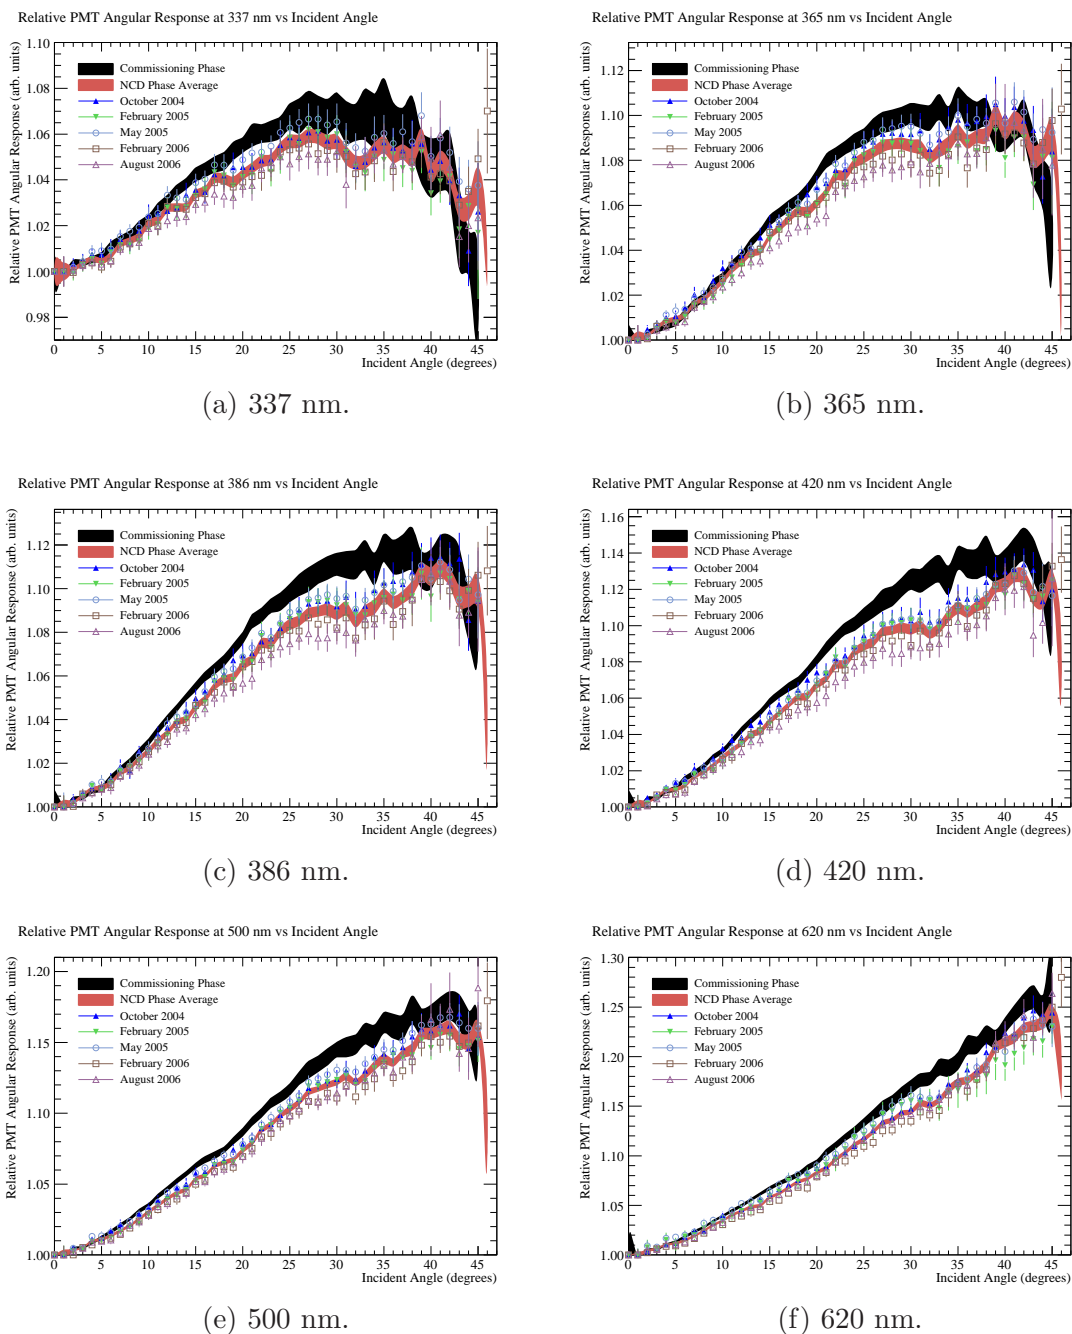 Relative PMT Angular Response at 337 nm vs Incident Angle
Relative PMT Angular Response (arb. units)
1.10
1.08
1.06
1.04
1.02
1.00
0.98
Commissioning Phase
NCD Phase Average
October 2004
February 2005
May 2005
February 2006
August 2006
0 5 10 15 20 25 30 35 40 45
Incident Angle (degrees)
(a) 337 nm.
Relative PMT Angular Response at 365 nm vs Incident Angle
Relative PMT Angular Response (arb. units)
1.12
1.10
1.08
1.06
1.04
1.02
1.00
Commissioning Phase
NCD Phase Average
October 2004
February 2005
May 2005
February 2006
August 2006
0 5 10 15 20 25 30 35 40 45
Incident Angle (degrees)
(b) 365 nm.
Relative PMT Angular Response at 386 nm vs Incident Angle
Relative PMT Angular Response (arb. units)
1.12
1.10
1.08
1.06
1.04
1.02
1.00
Commissioning Phase
NCD Phase Average
October 2004
February 2005
May 2005
February 2006
August 2006
0 5 10 15 20 25 30 35 40 45
Incident Angle (degrees)
(c) 386 nm.
Relative PMT Angular Response at 420 nm vs Incident Angle
Relative PMT Angular Response (arb. units)
1.16
1.14
1.12
1.10
1.08
1.06
1.04
1.02
1.00
Commissioning Phase
NCD Phase Average
October 2004
February 2005
May 2005
February 2006
August 2006
0 5 10 15 20 25 30 35 40 45
Incident Angle (degrees)
(d) 420 nm.
Relative PMT Angular Response at 500 nm vs Incident Angle
Relative PMT Angular Response (arb. units)
1.20
1.15
1.10
1.05
1.00
Commissioning Phase
NCD Phase Average
October 2004
February 2005
May 2005
February 2006
August 2006
0 5 10 15 20 25 30 35 40 45
Incident Angle (degrees)
(e) 500 nm.
Relative PMT Angular Response at 620 nm vs Incident Angle
Relative PMT Angular Response (arb. units)
1.30
1.25
1.20
1.15
1.10
1.05
1.00
Commissioning Phase
NCD Phase Average
October 2004
February 2005
May 2005
February 2006
August 2006
0 5 10 15 20 25 30 35 40 45
Incident Angle (degrees)
(f) 620 nm.